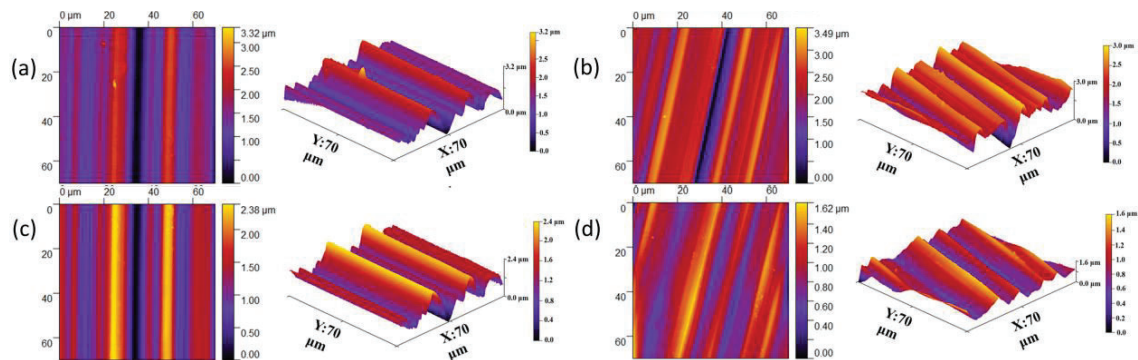 (a)
0 µm 20 40 60
0
20
40
60
3.32 µm
3.00
2.50
2.00
1.50
1.00
0.50
0.00
3.2 µm
0.0 µm
3.2 µm
2.5
2.0
1.5
1.0
0.5
0.0
Y:70
µm
X:70
µm
(b)
0 µm 20 40 60
0
20
40
60
3.49 µm
3.00
2.50
2.00
1.50
1.00
0.50
0.00
3.0 µm
0.0 µm
3.0 µm
2.5
2.0
1.5
1.0
0.5
0.0
Y:70
µm
X:70
µm
(c)
0 µm 20 40 60
0
20
40
60
2.38 µm
2.00
1.50
1.00
0.50
0.00
2.4 µm
0.0 µm
2.4 µm
2.0
1.6
1.2
0.8
0.4
0.0
Y:70
µm
X:70
µm
(d)
0 µm 20 40 60
0
20
40
60
1.62 µm
1.40
1.20
1.00
0.80
0.60
0.40
0.20
0.00
1.6 µm
0.0 µm
1.6 µm
1.4
1.2
1.0
0.8
0.6
0.4
0.2
0.0
Y:70
µm
X:70
µm